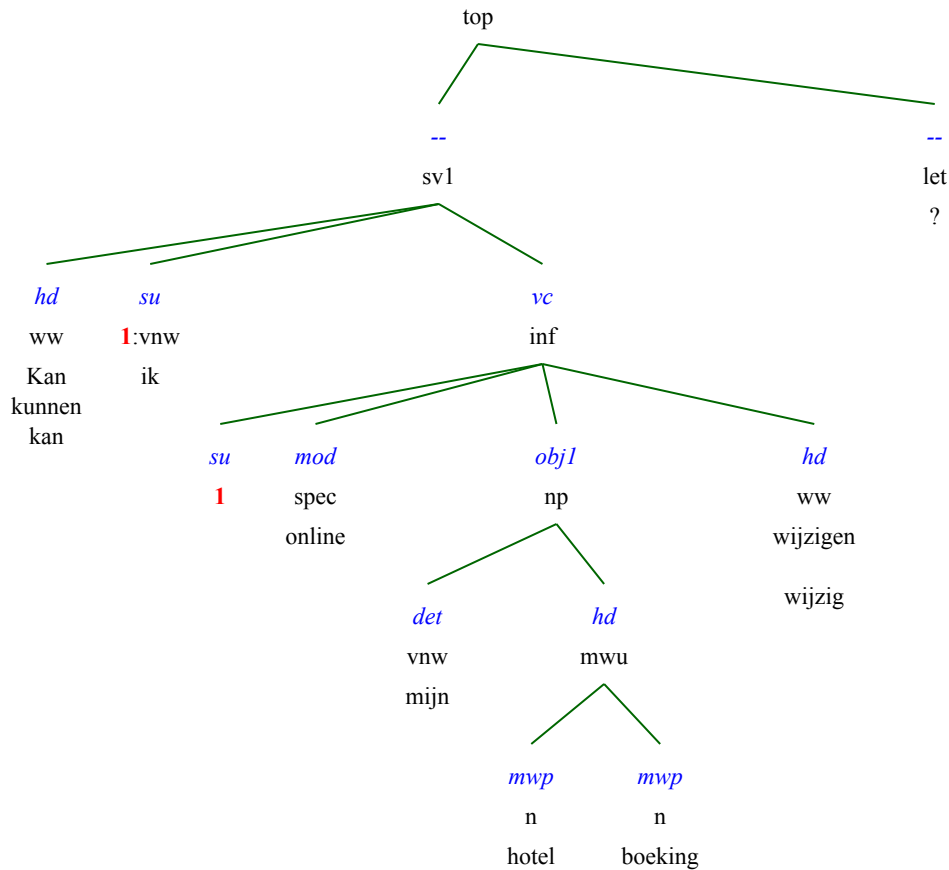 top
-- --
sv1 let
?
hd su vc
ww 1:vnw inf
Kan ik
kunnen
kan
su mod obj1 hd
1 spec np ww
online wijzigen
wijzig
det hd
vnw mwu
mijn
mwp mwp
n n
hotel boeking